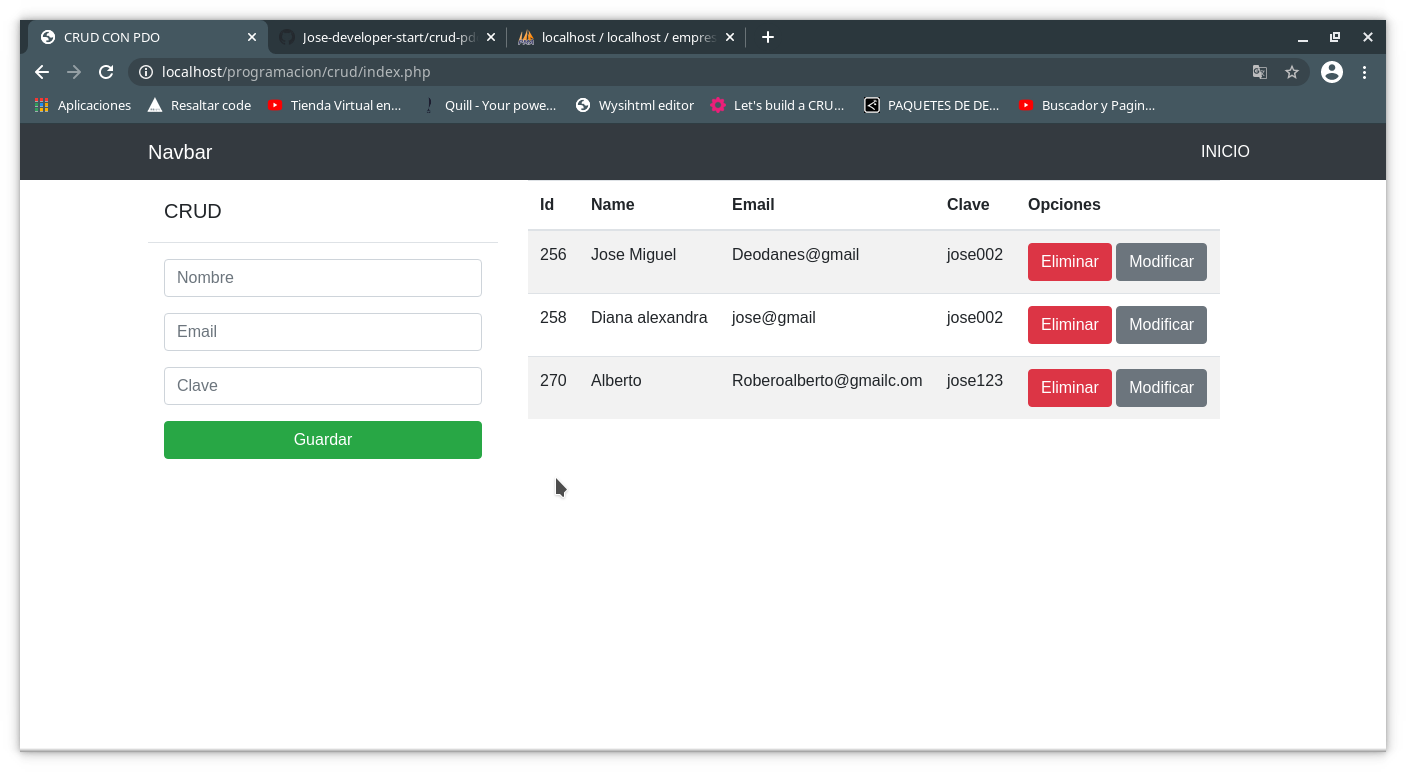 CRUD CON PDO
Jose-developer-start/crud-pd
localhost / localhost / empres
localhost/programacion/crud/index.php
Aplicaciones Resaltar code Tienda Virtual en... Quill - Your powe... Wysihtml editor Let's build a CRU... PAQUETES DE DE... Buscador y Pagin...
Navbar INICIO
CRUD
Nombre
Email
Clave
Guardar
Id Name Email Clave Opciones
256 Jose Miguel Deodanes@gmail jose002 Eliminar Modificar
258 Diana alexandra jose@gmail jose002 Eliminar Modificar
270 Alberto Roberoalberto@gmailc.om jose123 Eliminar Modificar